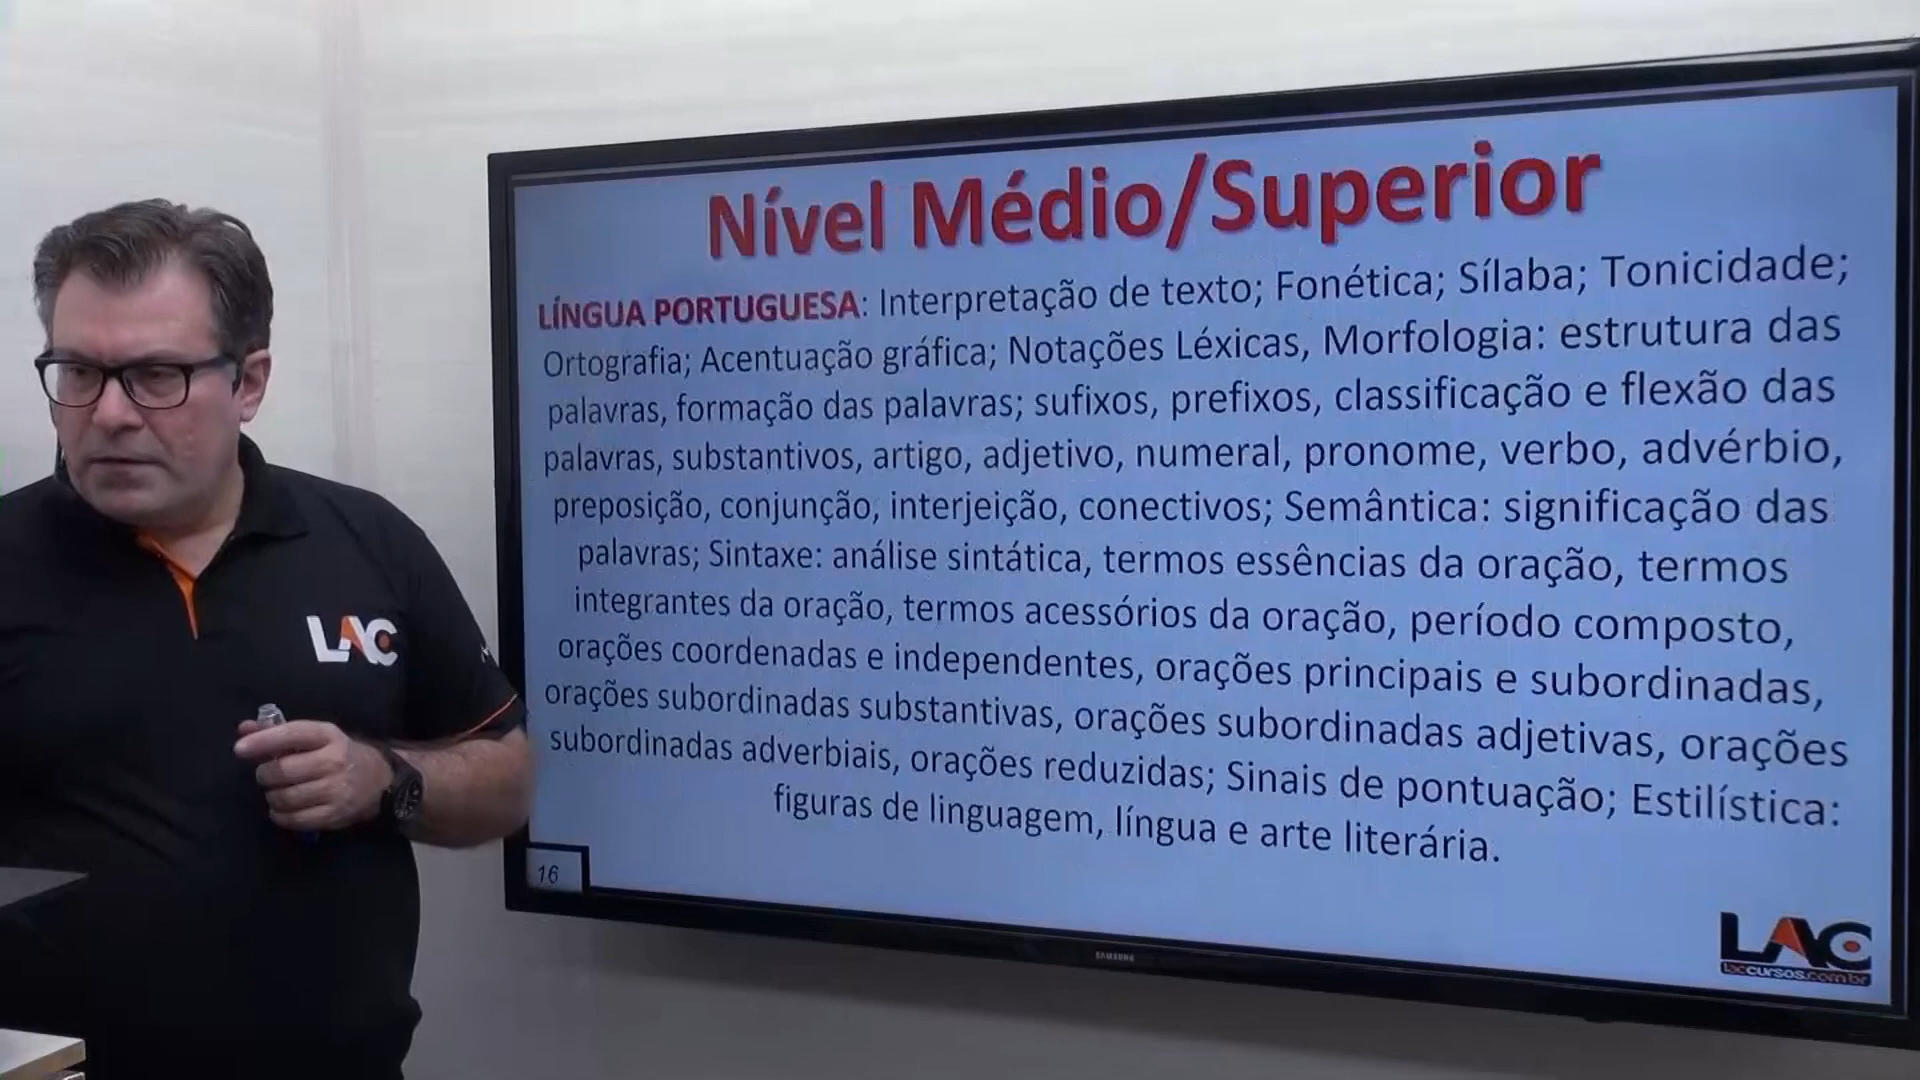 Nível Médio/Superior
LÍNGUA PORTUGUESA: Interpretação de texto; Fonética; Sílaba; Tonicidade;
Ortografia; Acentuação gráfica; Notações Léxicas, Morfologia: estrutura das
palavras, formação das palavras; sufixos, prefixos, classificação e flexão das
palavras, substantivos, artigo, adjetivo, numeral, pronome, verbo, advérbio,
preposição, conjunção, interjeição, conectivos; Semântica: significação das
palavras; Sintaxe: análise sintática, termos essências da oração, termos
integrantes da oração, termos acessórios da oração, período composto,
orações coordenadas e independentes, orações principais e subordinadas,
orações subordinadas substantivas, orações subordinadas adjetivas, orações
subordinadas adverbiais, orações reduzidas; Sinais de pontuação; Estilística:
figuras de linguagem, língua e arte literária.
16
LAC
laccursos.com.br
SAMSUNG
LAC